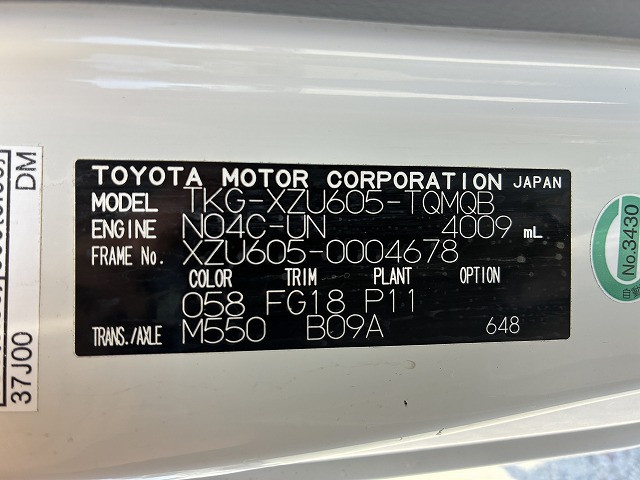 TOYOTA MOTOR CORPORATION JAPAN
MODEL TKG-XZU605-TQMQB
ENGINE N04C-UN 4009 mL
FRAME No. XZU605-0004678
COLOR TRIM PLANT OPTION
058 FG18 P11
TRANS./AXLE M550 B09A 648
DM
37J00
No.3430